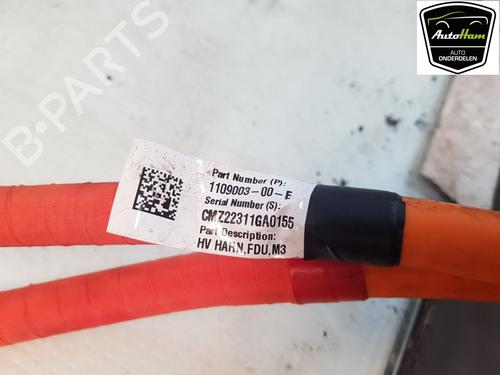 AutoHam
AUTO
ONDERDELEN
B-PARTS
Part Number (P):
1109003-00-E
Serial Number (S):
CMZ22311GA0155
Part Description:
HV HARN,FDU,M3